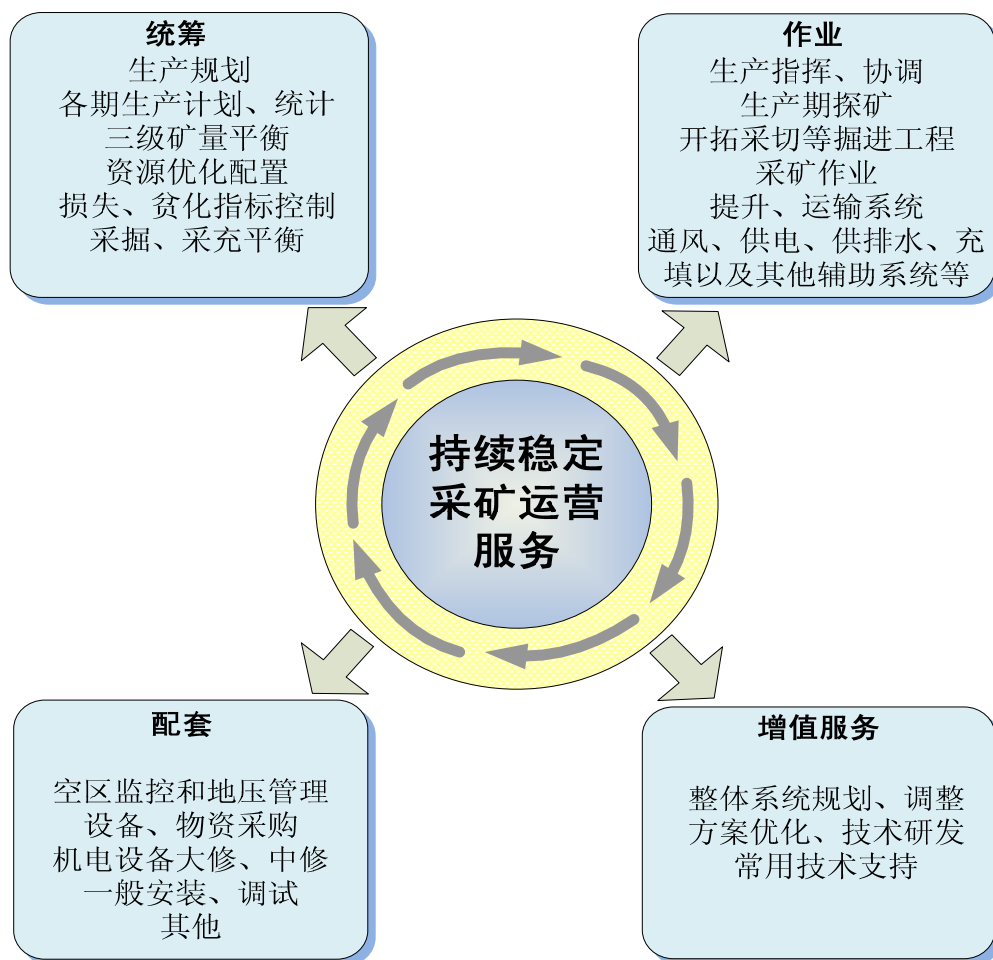 统筹
生产规划
各期生产计划、统计
三级矿量平衡
资源优化配置
损失、贫化指标控制
采掘、采充平衡
作业
生产指挥、协调
生产期探矿
开拓采切等掘进工程
采矿作业
提升、运输系统
通风、供电、供排水、充
填以及其他辅助系统等
持续稳定
采矿运营
服务
配套
空区监控和地压管理
设备、物资采购
机电设备大修、中修
一般安装、调试
其他
增值服务
整体系统规划、调整
方案优化、技术研发
常用技术支持